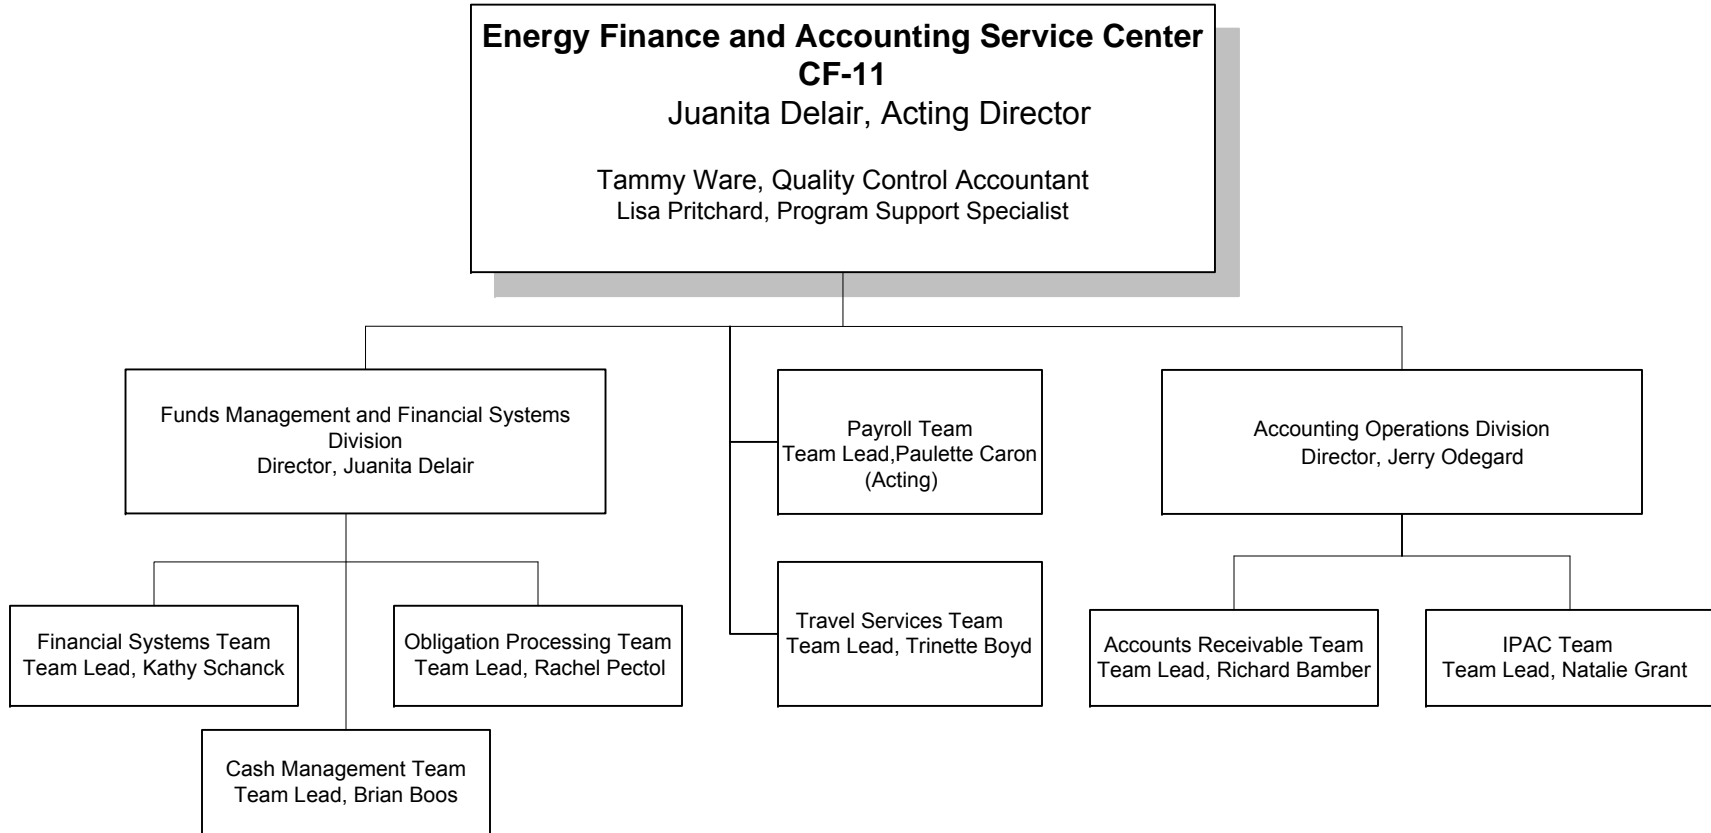 Energy Finance and Accounting Service Center
CF-11
Juanita Delair, Acting Director
Tammy Ware, Quality Control Accountant
Lisa Pritchard, Program Support Specialist
Funds Management and Financial Systems
Division
Director, Juanita Delair
Payroll Team
Team Lead,Paulette Caron
(Acting)
Accounting Operations Division
Director, Jerry Odegard
Financial Systems Team
Team Lead, Kathy Schanck
Obligation Processing Team
Team Lead, Rachel Pectol
Travel Services Team
Team Lead, Trinette Boyd
Accounts Receivable Team
Team Lead, Richard Bamber
IPAC Team
Team Lead, Natalie Grant
Cash Management Team
Team Lead, Brian Boos